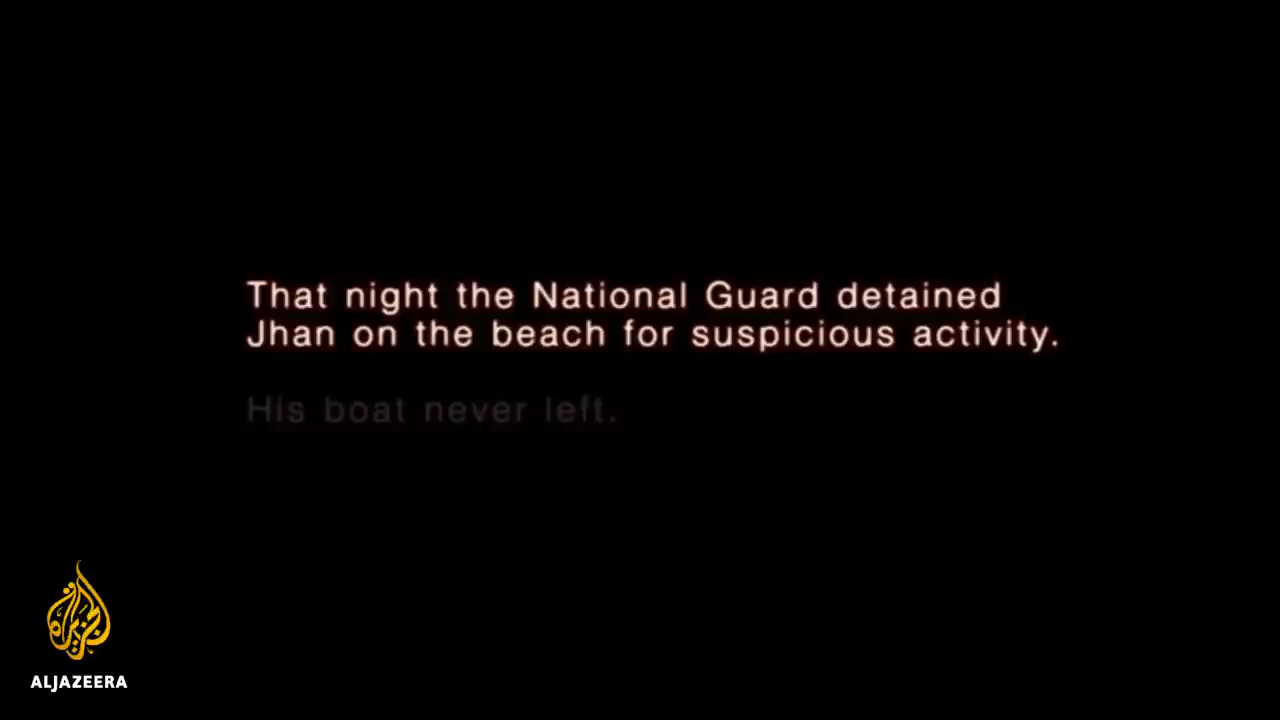 That night the National Guard detained
Jhan on the beach for suspicious activity.
His boat never left.
ALJAZEERA